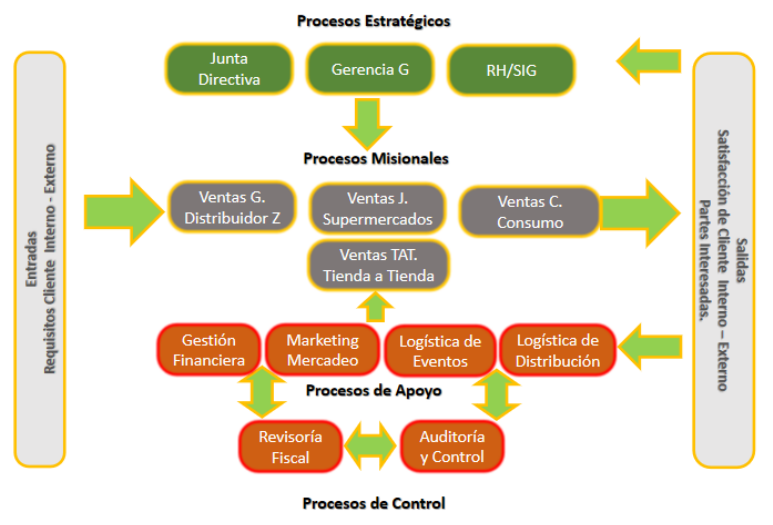 Procesos Estratégicos
Junta
Directiva
Gerencia G
RH/SIG
Entradas
Requisitos Cliente Interno - Externo
Procesos Misionales
Ventas G.
Distribuidor Z
Ventas J.
Supermercados
Ventas C.
Consumo
Ventas TAT.
Tienda a Tienda
Salidas
Satisfacción de Cliente Interno – Externo
Partes Interesadas.
Gestión
Financiera
Marketing
Mercadeo
Logística de
Eventos
Logística de
Distribución
Procesos de Apoyo
Revisoría
Fiscal
Auditoría
y Control
Procesos de Control